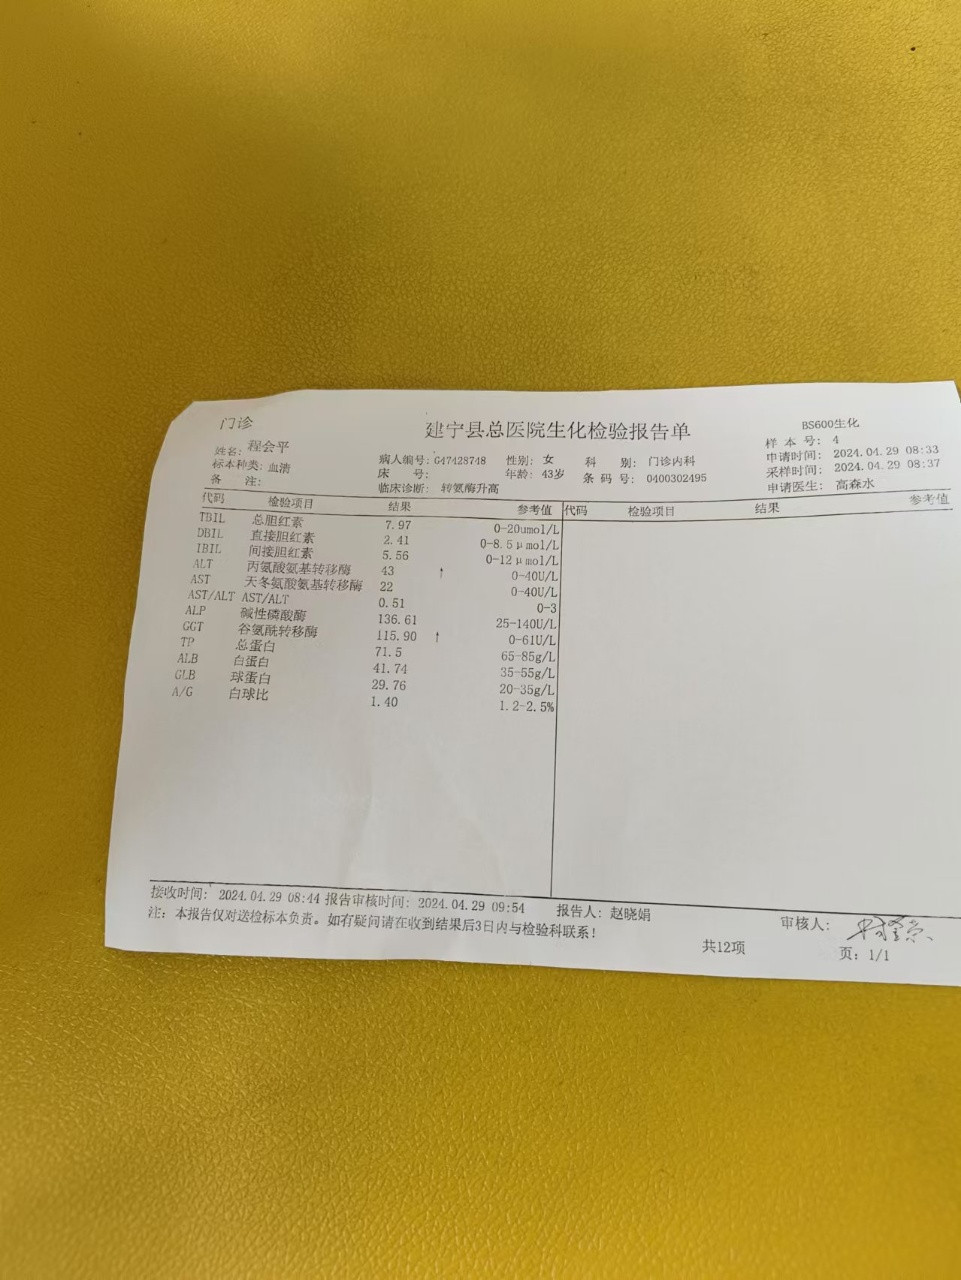 门诊
建宁县总医院生化检验报告单
BS600生化
姓名: 程会平 病人编号: G47428748 性别: 女 科 别: 门诊内科 样 本 号: 4
标本种类: 血清 床 号: 年龄: 43岁 条 码 号: 0400302495 申请时间: 2024.04.29 08:33
备 注: 临床诊断: 转氨酶升高 采样时间: 2024.04.29 08:37
申请医生: 高森水
代码 检验项目 结果 参考值 代码 检验项目 结果 参考值
TBIL 总胆红素 7.97 0-20umol/L
DBIL 直接胆红素 2.41 0-8.5μmol/L
IBIL 间接胆红素 5.56 0-12μmol/L
ALT 丙氨酸氨基转移酶 43 ↑ 0-40U/L
AST 天冬氨酸氨基转移酶 22 0-40U/L
AST/ALT AST/ALT 0.51 0-3
ALP 碱性磷酸酶 136.61 25-140U/L
GGT 谷氨酰转移酶 115.90 ↑ 0-61U/L
TP 总蛋白 71.5 65-85g/L
ALB 白蛋白 41.74 35-55g/L
GLB 球蛋白 29.76 20-35g/L
A/G 白球比 1.40 1.2-2.5%
接收时间: 2024.04.29 08:44 报告审核时间: 2024.04.29 09:54 报告人: 赵晓娟 审核人:
注: 本报告仅对送检标本负责。如有疑问请在收到结果后3日内与检验科联系!
共12项 页: 1/1